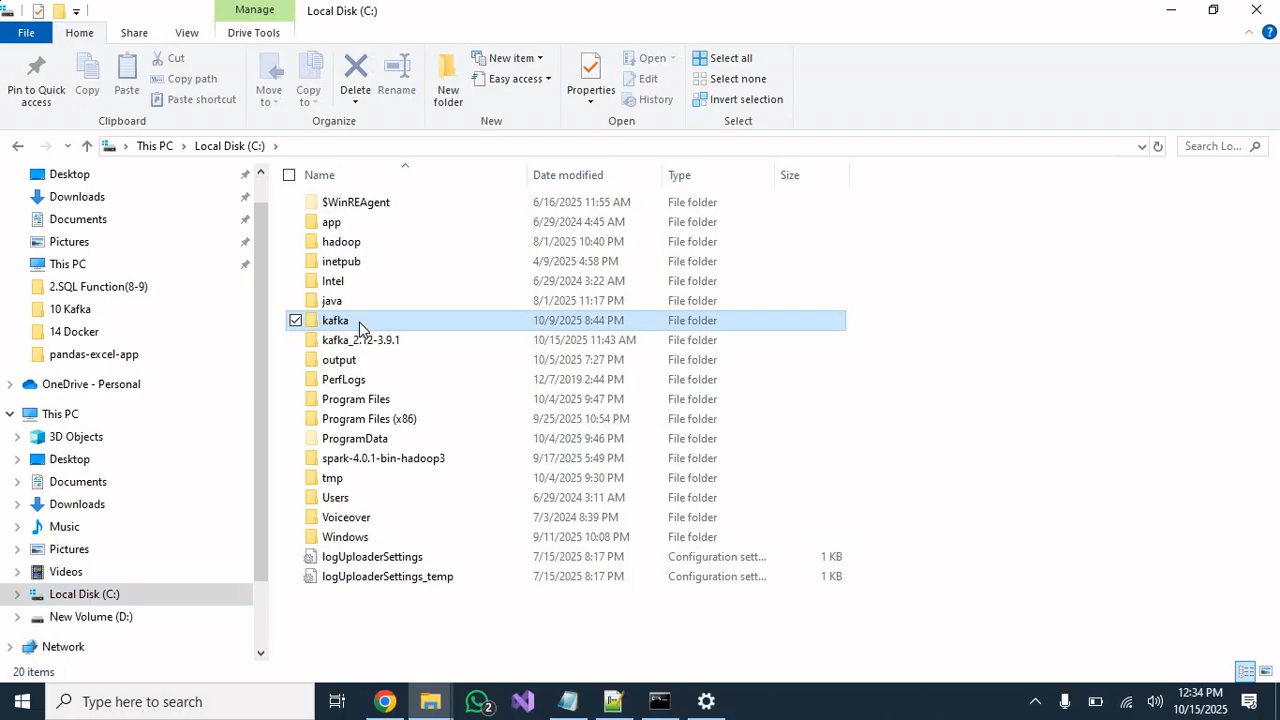 Manage
Local Disk (C:)
File
Home
Share
View
Drive Tools
Pin to Quick access
Copy
Paste
Cut
Copy path
Paste shortcut
Clipboard
Move to
Copy to
Delete
Rename
Organize
New folder
New item
Easy access
New
Properties
Open
Edit
History
Open
Select all
Select none
Invert selection
Select
This PC
Local Disk (C:)
Search Lo...
Desktop
Downloads
Documents
Pictures
This PC
2.SQL Function(8-9)
10 Kafka
14 Docker
pandas-excel-app
OneDrive - Personal
This PC
3D Objects
Desktop
Documents
Downloads
Music
Pictures
Videos
Local Disk (C:)
New Volume (D:)
Network
Name Date modified Type Size
$WinREAgent 6/16/2025 11:55 AM File folder
app 6/29/2024 4:45 AM File folder
hadoop 8/1/2025 10:40 PM File folder
inetpub 4/9/2025 4:58 PM File folder
Intel 6/29/2024 3:22 AM File folder
java 8/1/2025 11:17 PM File folder
kafka 10/9/2025 8:44 PM File folder
kafka_2.12-3.9.1 10/15/2025 11:43 AM File folder
output 10/5/2025 7:27 PM File folder
PerfLogs 12/7/2019 2:44 PM File folder
Program Files 10/4/2025 9:47 PM File folder
Program Files (x86) 9/25/2025 10:54 PM File folder
ProgramData 10/4/2025 9:46 PM File folder
spark-4.0.1-bin-hadoop3 9/17/2025 5:49 PM File folder
tmp 10/4/2025 9:30 PM File folder
Users 6/29/2024 3:11 AM File folder
Voiceover 7/3/2024 8:39 PM File folder
Windows 9/11/2025 10:08 PM File folder
logUploaderSettings 7/15/2025 8:17 PM Configuration sett... 1 KB
logUploaderSettings_temp 7/15/2025 8:17 PM Configuration sett... 1 KB
20 items
Type here to search
2
12:34 PM
10/15/2025